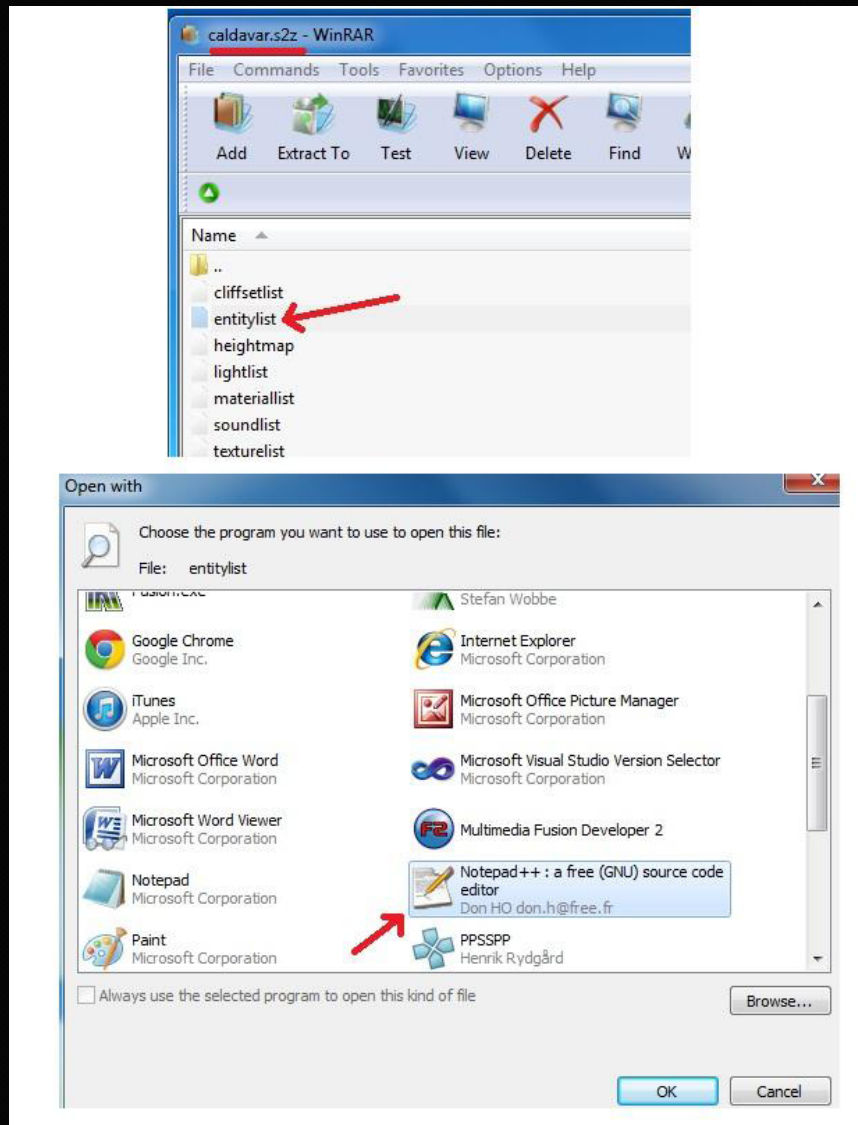 caldavar.s2z - WinRAR
File Commands Tools Favorites Options Help
Add Extract To Test View Delete Find W
Name
..
cliffsetlist
entitylist
heightmap
lightlist
materiallist
soundlist
texturelist
Open with
Choose the program you want to use to open this file:
File: entitylist
Fusion.exe
Stefan Wobbe
Google Chrome
Google Inc.
Internet Explorer
Microsoft Corporation
iTunes
Apple Inc.
Microsoft Office Picture Manager
Microsoft Corporation
Microsoft Office Word
Microsoft Corporation
Microsoft Visual Studio Version Selector
Microsoft Corporation
Microsoft Word Viewer
Microsoft Corporation
Multimedia Fusion Developer 2
Notepad
Microsoft Corporation
Notepad++ : a free (GNU) source code
editor
Don HO don.h@free.fr
Paint
Microsoft Corporation
PPSSPP
Henrik Rydgård
Always use the selected program to open this kind of file
Browse...
OK Cancel